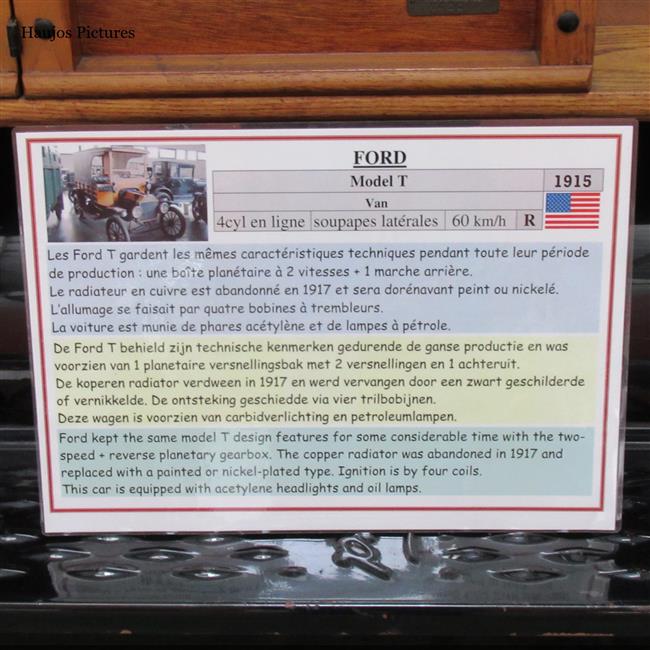 Haujos Pictures
FORD
Model T 1915
Van
4cyl en ligne soupapes latérales 60 km/h R
Les Ford T gardent les mêmes caractéristiques techniques pendant toute leur période
de production : une boîte planétaire à 2 vitesses + 1 marche arrière.
Le radiateur en cuivre est abandonné en 1917 et sera dorénavant peint ou nickelé.
L'allumage se faisait par quatre bobines à trembleurs.
La voiture est munie de phares acétylène et de lampes à pétrole.
De Ford T behield zijn technische kenmerken gedurende de ganse productie en was
voorzien van 1 planetaire versnellingsbak met 2 versnellingen en 1 achteruit.
De koperen radiator verdween in 1917 en werd vervangen door een zwart geschilderde
of vernikkelde. De ontsteking geschiedde via vier trilbobijnen.
Deze wagen is voorzien van carbidverlichting en petroleumlampen.
Ford kept the same model T design features for some considerable time with the two-
speed + reverse planetary gearbox. The copper radiator was abandoned in 1917 and
replaced with a painted or nickel-plated type. Ignition is by four coils.
This car is equipped with acetylene headlights and oil lamps.